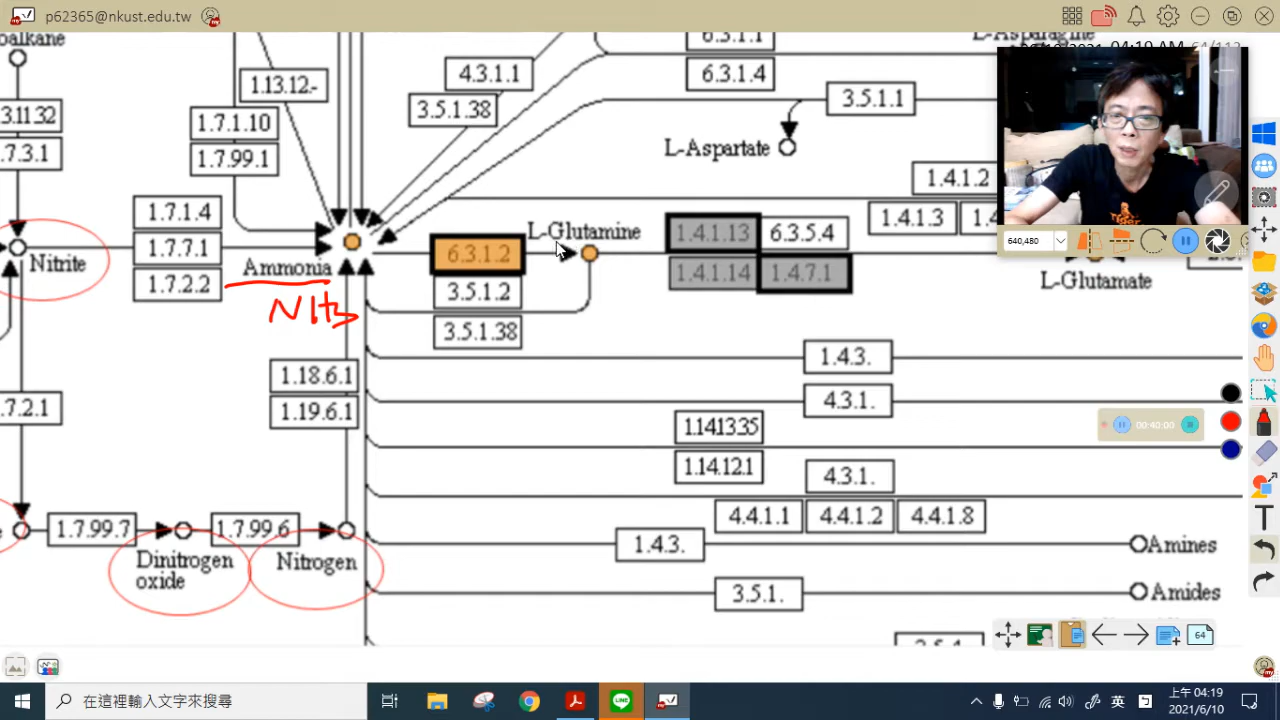 p62365@nkust.edu.tw
oalkane
3.11.32
.7.3.1
1.13.12.-
1.7.1.10
1.7.99.1
4.3.1.1
3.5.1.38
6.3.1.1
6.3.1.4
3.5.1.1
L-Asparagine
L-Aspartate
04:19 AM 64/113
640,480
1.4.1.2
1.4.1.3
1.4
Nitrite
1.7.1.4
1.7.7.1
1.7.2.2
Ammonia
NH3
6.3.1.2
3.5.1.2
3.5.1.38
L-Glutamine
1.4.1.13
6.3.5.4
1.4.1.14
1.4.7.1
L-Glutamate
1.18.6.1
1.19.6.1
1.4.3.
4.3.1.
1.14.13.35
1.14.12.1
4.3.1.
4.4.1.1
4.4.1.2
4.4.1.8
.7.2.1
1.7.99.7
1.7.99.6
Dinitrogen
oxide
Nitrogen
1.4.3.
Amines
3.5.1.
Amides
00:40:00
64
在這裡輸入文字來搜尋
LINE
英
上午 04:19
2021/6/10